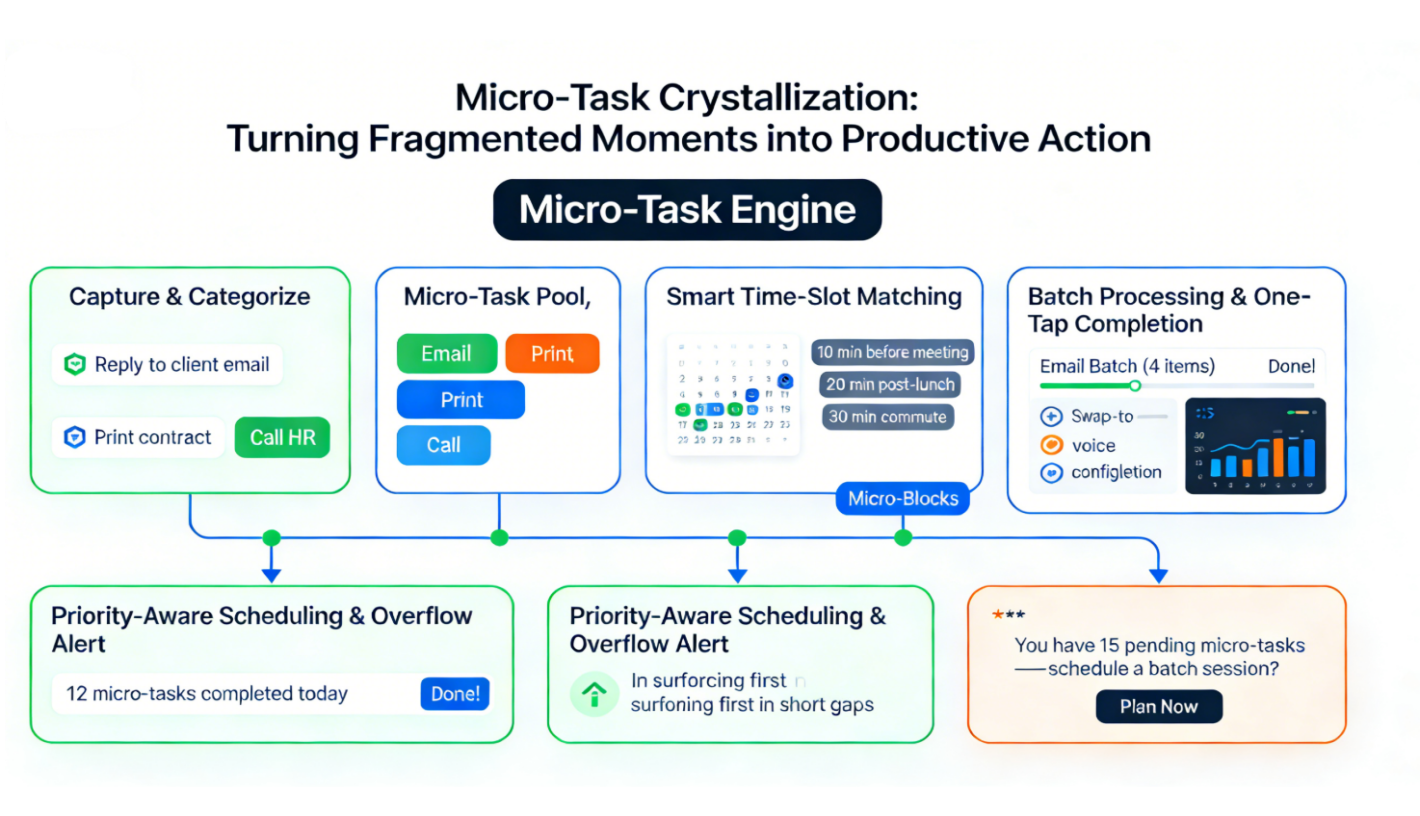 Micro-Task Crystallization:
Turning Fragmented Moments into Productive Action
Micro-Task Engine
Capture & Categorize
Reply to client email
Print contract
Call HR
Micro-Task Pool,
Email
Print
Print
Call
Smart Time-Slot Matching
10 min before meeting
20 min post-lunch
30 min commute
Micro-Blocks
Batch Processing & One-
Tap Completion
Email Batch (4 items)
Done!
Swap-to
voice
configletion
Priority-Aware Scheduling & Overflow
Alert
12 micro-tasks completed today
Done!
Priority-Aware Scheduling &
Overflow Alert
In surforcing first
surfoning first in short gaps
***
You have 15 pending micro-tasks
—schedule a batch session?
Plan Now